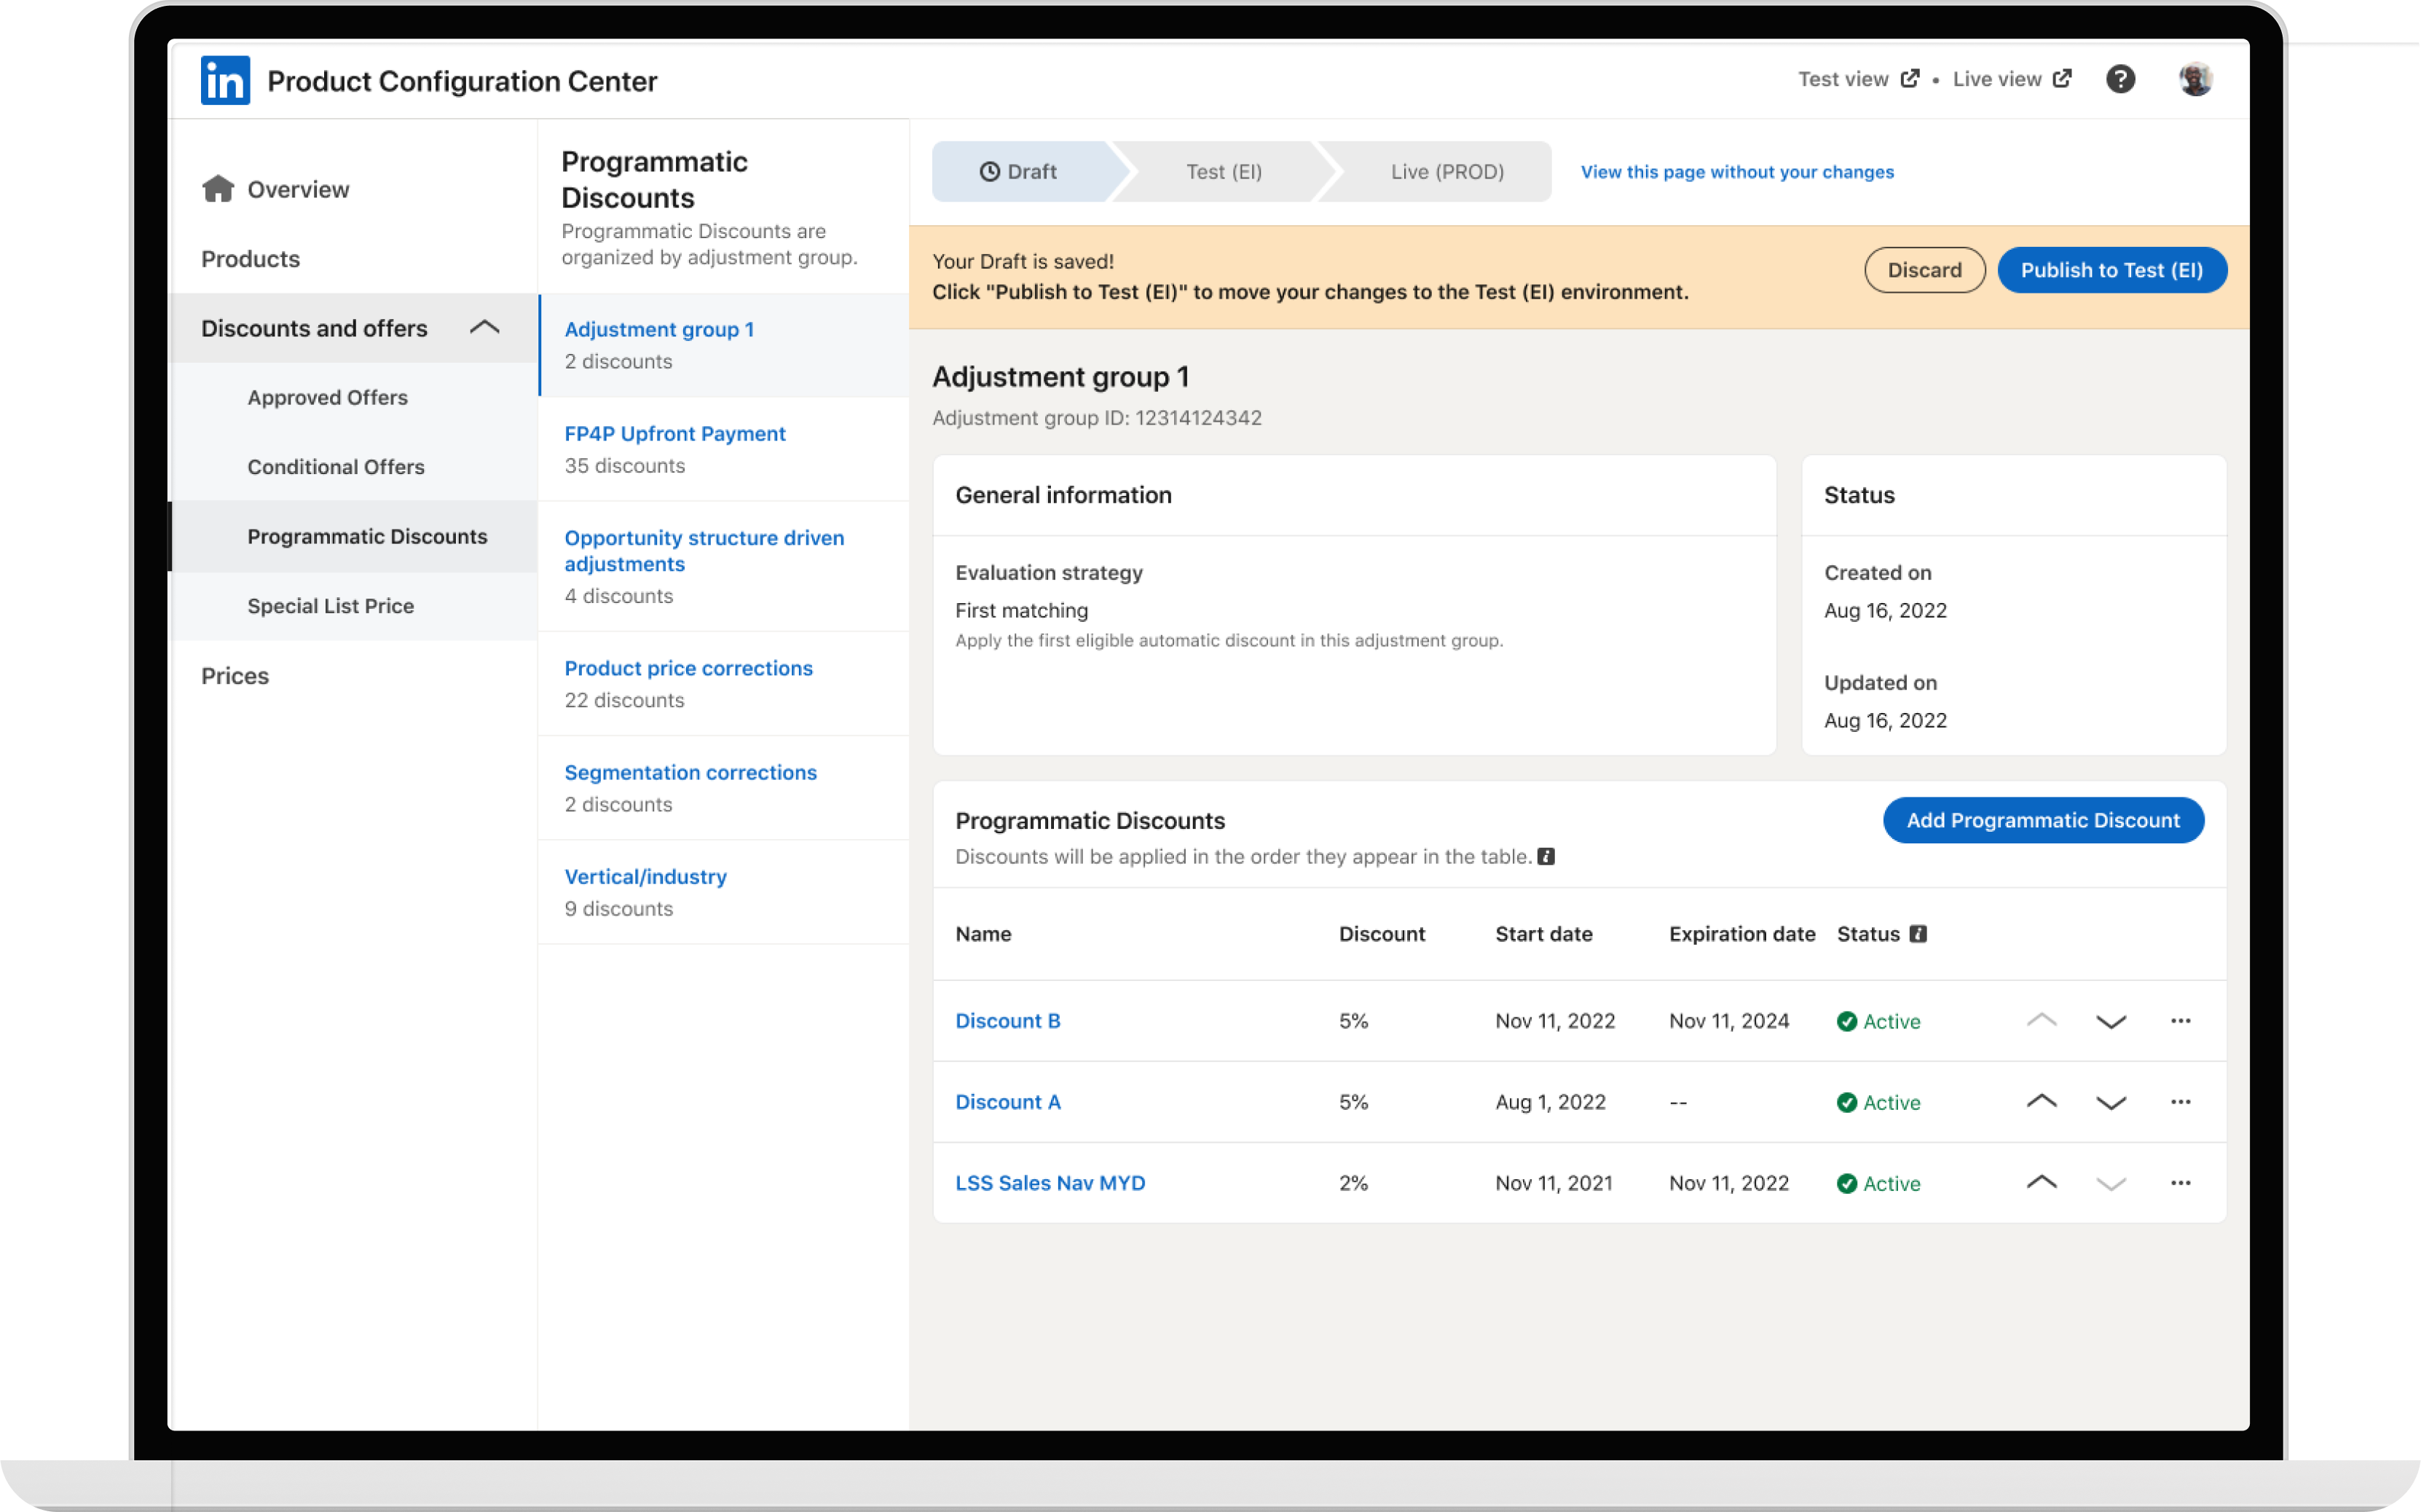 in Product Configuration Center
Test view • Live view ?
Overview
Products
Discounts and offers
Approved Offers
Conditional Offers
Programmatic Discounts
Special List Price
Prices
Programmatic
Discounts
Programmatic Discounts are
organized by adjustment group.
Adjustment group 1
2 discounts
FP4P Upfront Payment
35 discounts
Opportunity structure driven
adjustments
4 discounts
Product price corrections
22 discounts
Segmentation corrections
2 discounts
Vertical/industry
9 discounts
Draft Test (EI) Live (PROD) View this page without your changes
Your Draft is saved!
Click "Publish to Test (EI)" to move your changes to the Test (EI) environment.
Discard Publish to Test (EI)
Adjustment group 1
Adjustment group ID: 12314124342
General information
Evaluation strategy
First matching
Apply the first eligible automatic discount in this adjustment group.
Status
Created on
Aug 16, 2022
Updated on
Aug 16, 2022
Programmatic Discounts
Discounts will be applied in the order they appear in the table. i
Add Programmatic Discount
Name Discount Start date Expiration date Status i
Discount B 5% Nov 11, 2022 Nov 11, 2024 Active ...
Discount A 5% Aug 1, 2022 -- Active ...
LSS Sales Nav MYD 2% Nov 11, 2021 Nov 11, 2022 Active ...